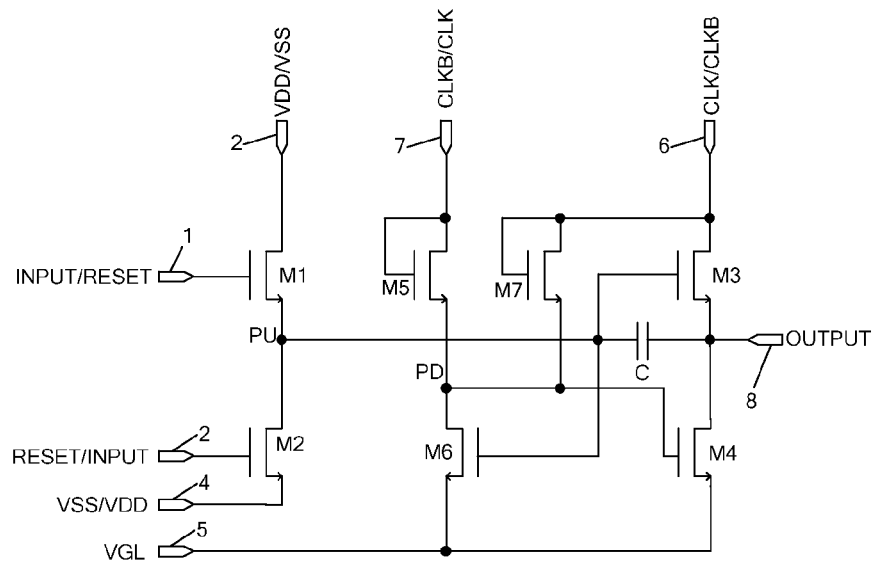 VDD/VSS
CLKB/CLK
CLK/CLKB
2
7
6
1
INPUT/RESET
M1
M5
M7
M3
PU
OUTPUT
C
8
PD
2
RESET/INPUT
M2
M6
M4
4
VSS/VDD
5
VGL